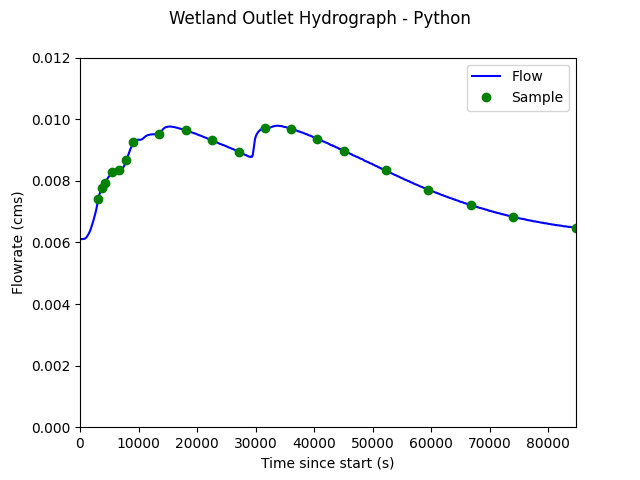 Wetland Outlet Hydrograph - Python
0.012
0.010
0.008
0.006
0.004
0.002
0.000
Flowrate (cms)
Flow
Sample
0 10000 20000 30000 40000 50000 60000 70000 80000
Time since start (s)